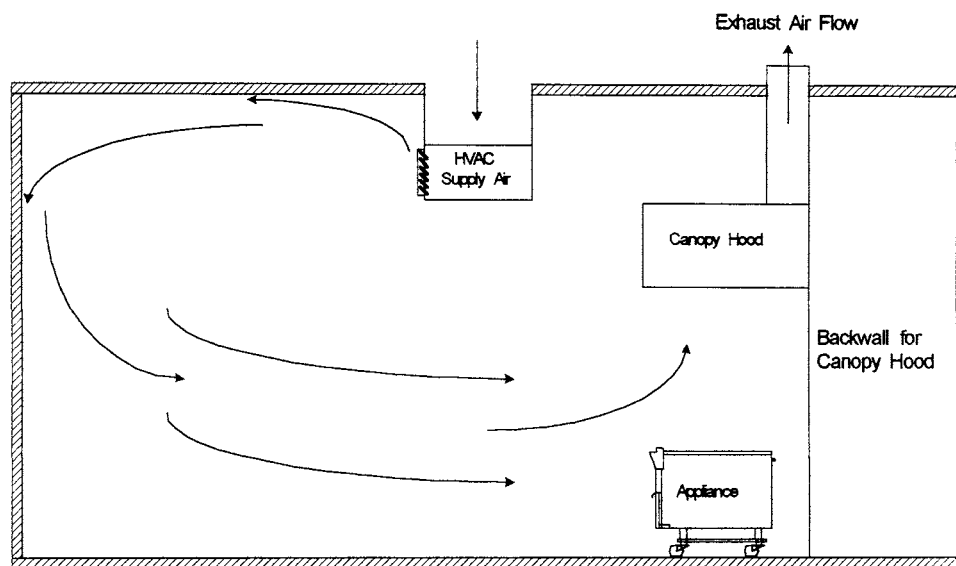 Exhaust Air Flow
HVAC
Supply Air
Canopy Hood
Backwall for
Canopy Hood
Appliance